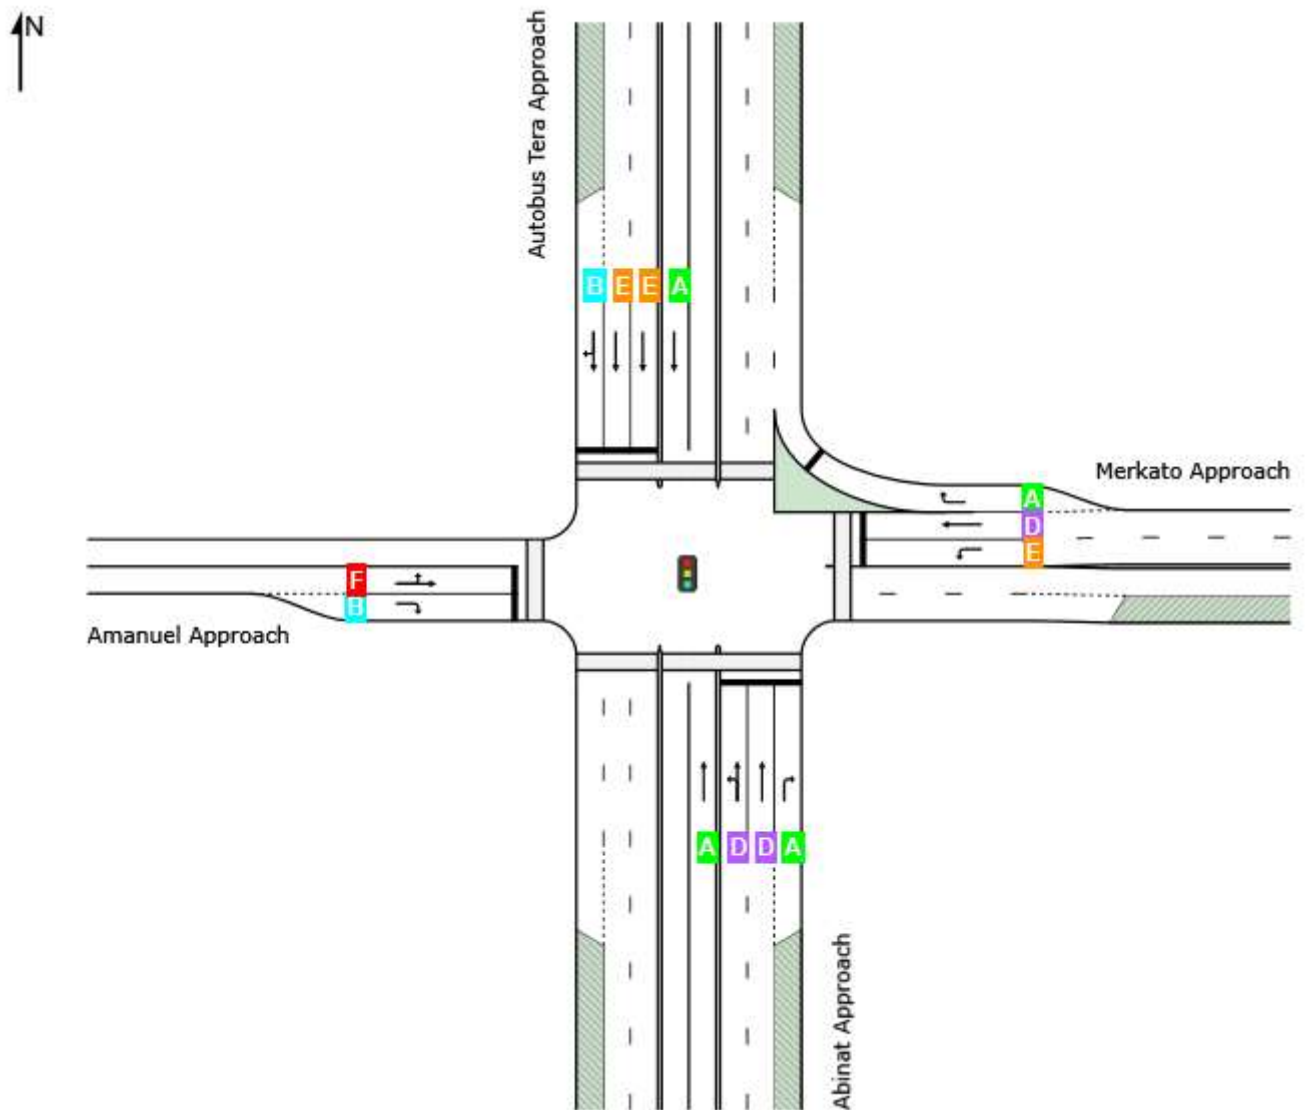 N
Autobus Tera Approach
B E E A
Merkato Approach
A
D
E
F
B
Amanuel Approach
A D D A
Abinat Approach